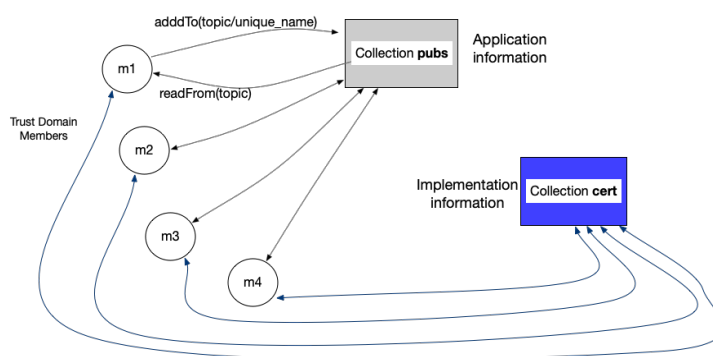 adddTo(topic/unique_name)
m1
Collection pubs
Application
information
readFrom(topic)
Trust Domain
Members
m2
Implementation
information
Collection cert
m3
m4